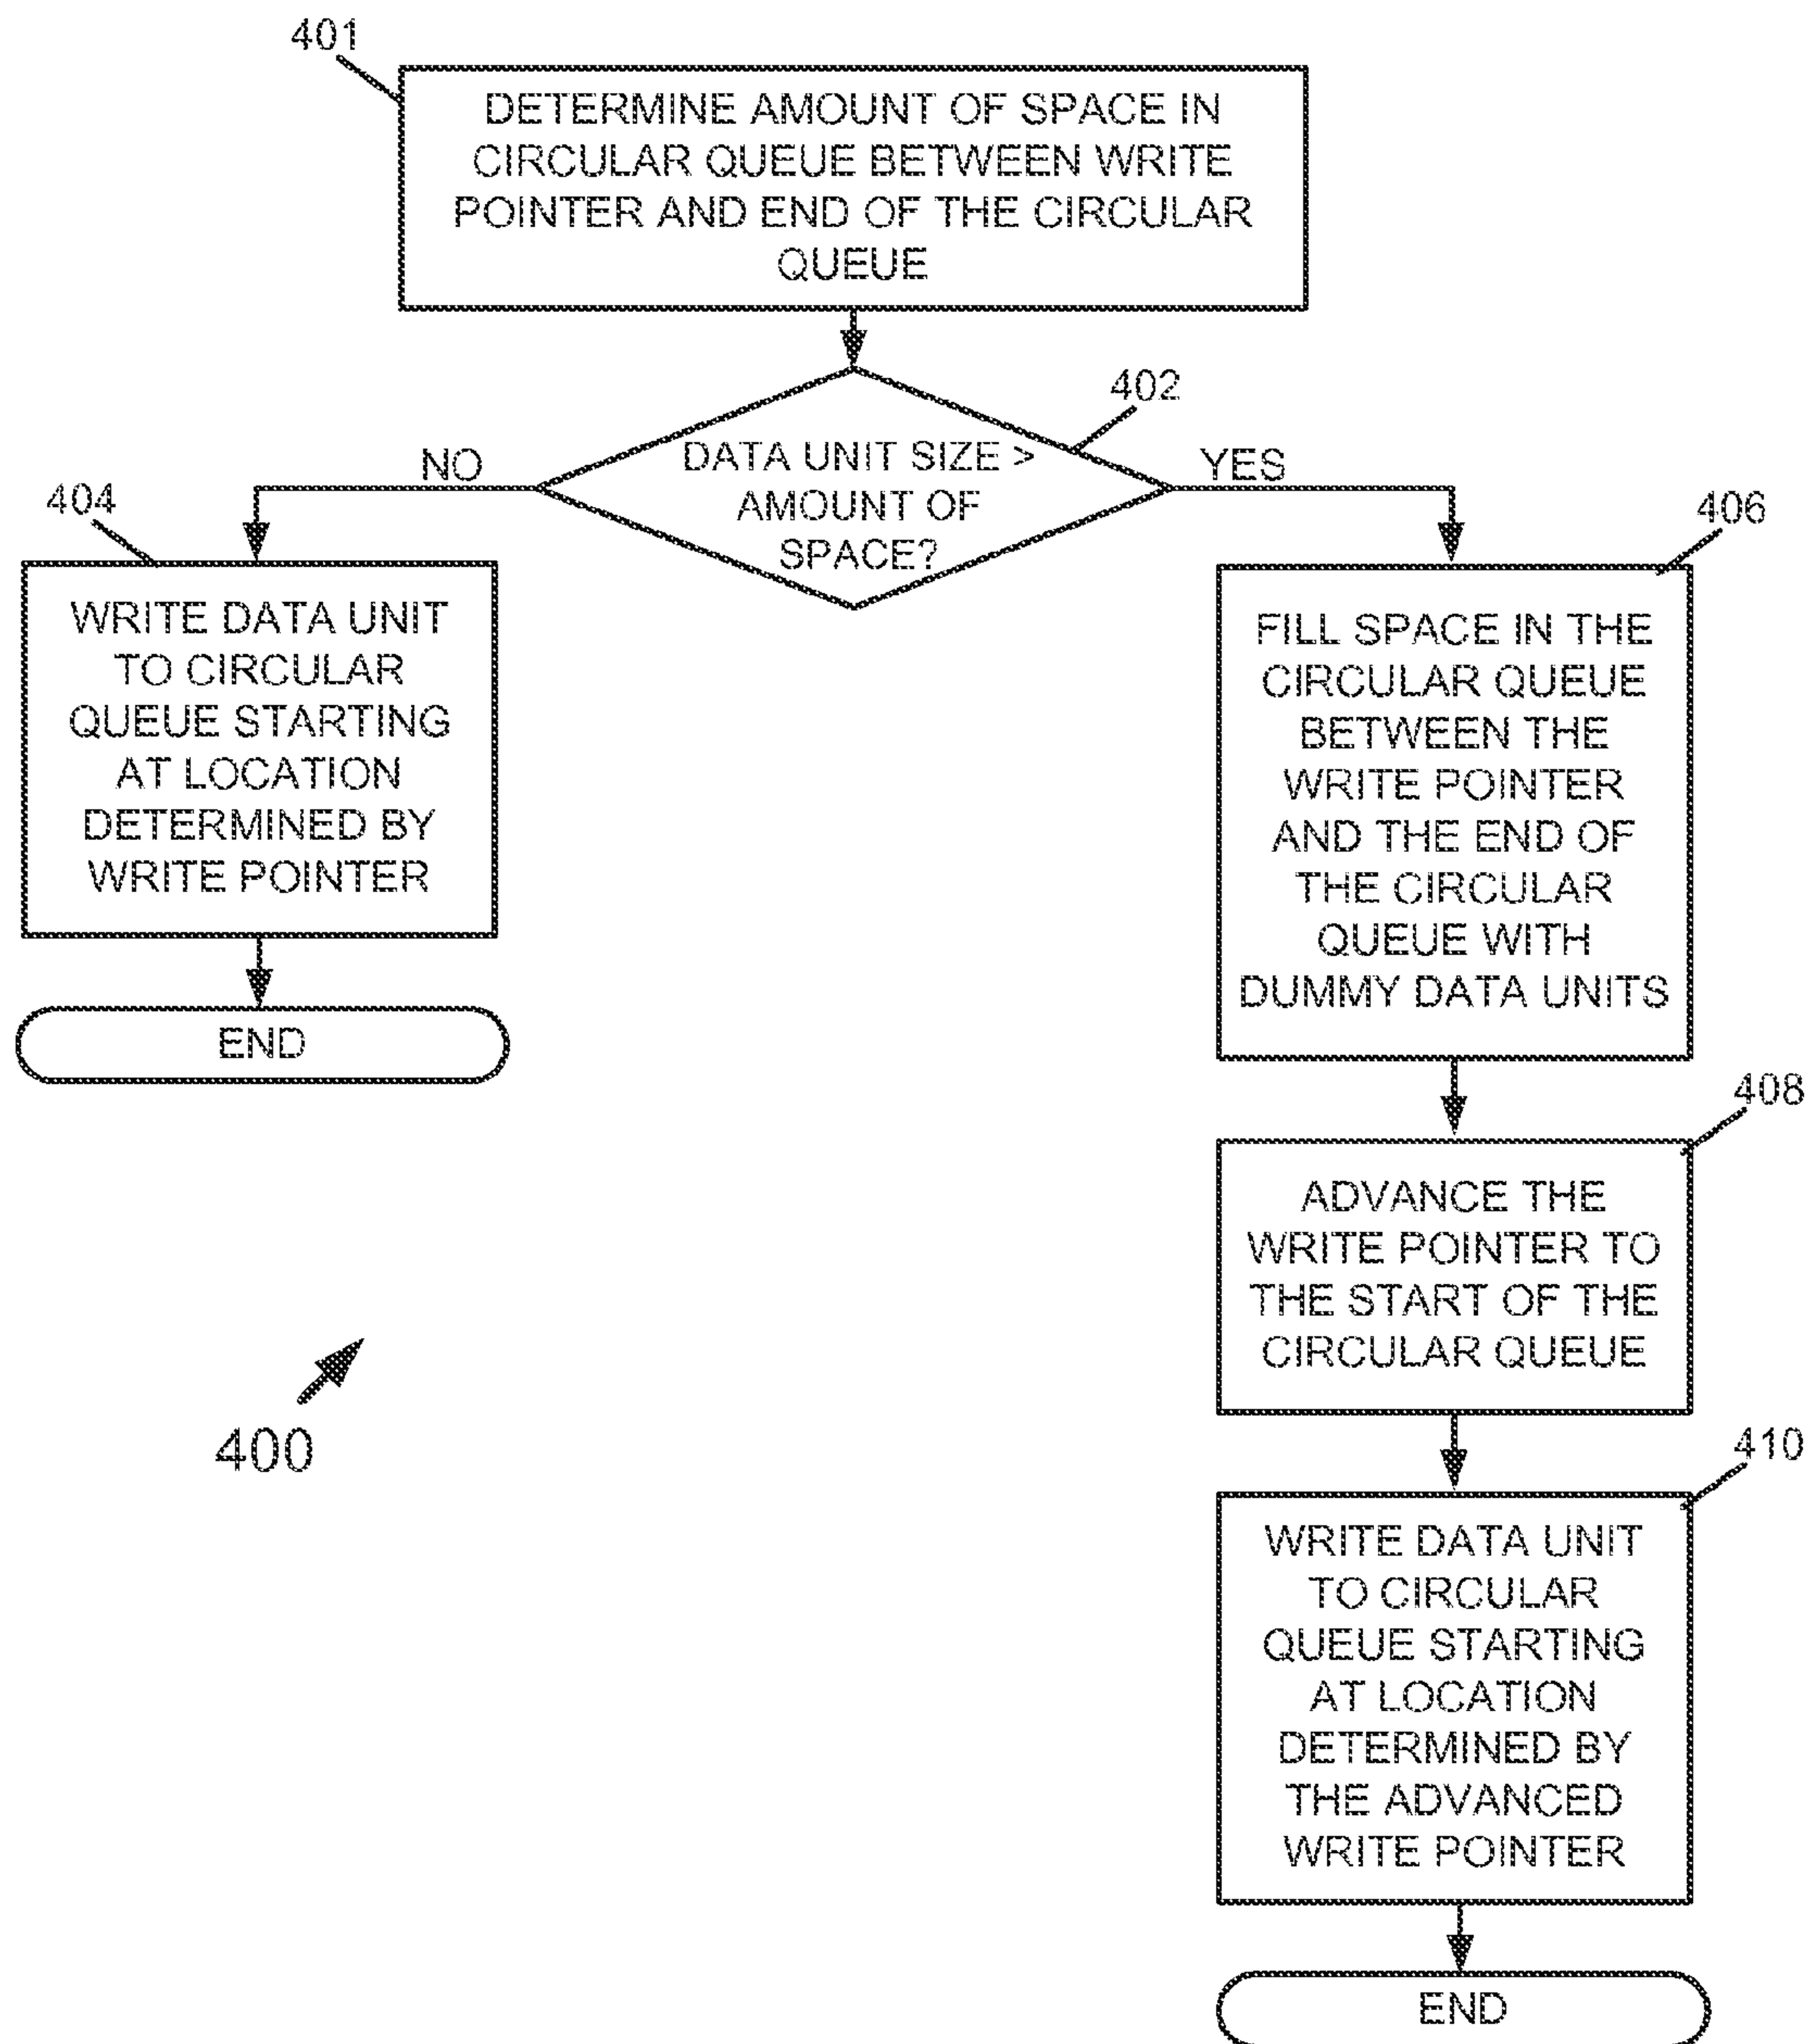 401
DETERMINE AMOUNT OF SPACE IN
CIRCULAR QUEUE BETWEEN WRITE
POINTER AND END OF THE CIRCULAR
QUEUE
402
DATA UNIT SIZE >
AMOUNT OF
SPACE?
NO
YES
404
WRITE DATA UNIT
TO CIRCULAR
QUEUE STARTING
AT LOCATION
DETERMINED BY
WRITE POINTER
END
406
FILL SPACE IN THE
CIRCULAR QUEUE
BETWEEN THE
WRITE POINTER
AND THE END OF
THE CIRCULAR
QUEUE WITH
DUMMY DATA UNITS
408
ADVANCE THE
WRITE POINTER TO
THE START OF THE
CIRCULAR QUEUE
400
410
WRITE DATA UNIT
TO CIRCULAR
QUEUE STARTING
AT LOCATION
DETERMINED BY
THE ADVANCED
WRITE POINTER
END